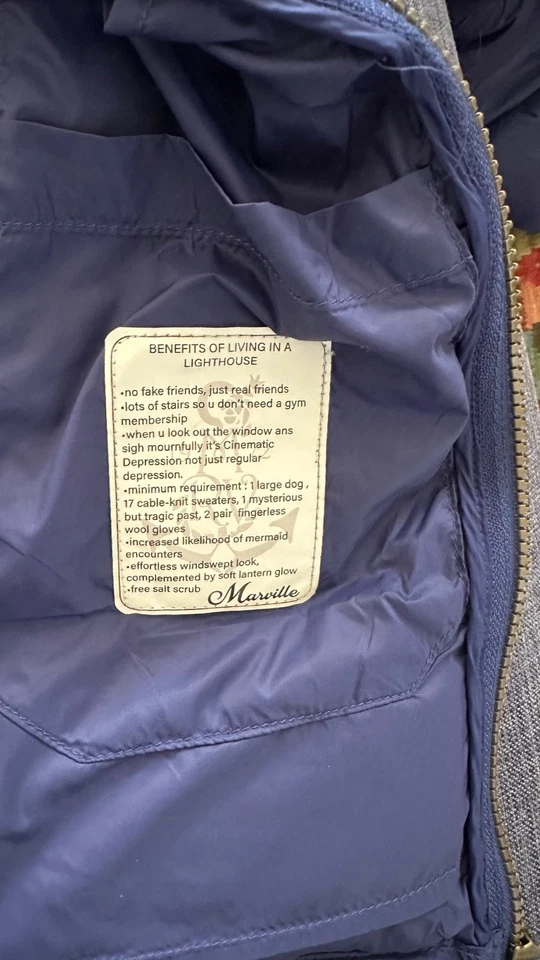 BENEFITS OF LIVING IN A
LIGHTHOUSE
•no fake friends, just real friends
•lots of stairs so u don't need a gym
membership
•when u look out the window ans
sigh mournfully it's Cinematic
Depression not just regular
depression.
•minimum requirement : 1 large dog ,
17 cable-knit sweaters, 1 mysterious
but tragic past, 2 pair fingerless
wool gloves
•increased likelihood of mermaid
encounters
•effortless windswept look,
complemented by soft lantern glow
•free salt scrub Marville